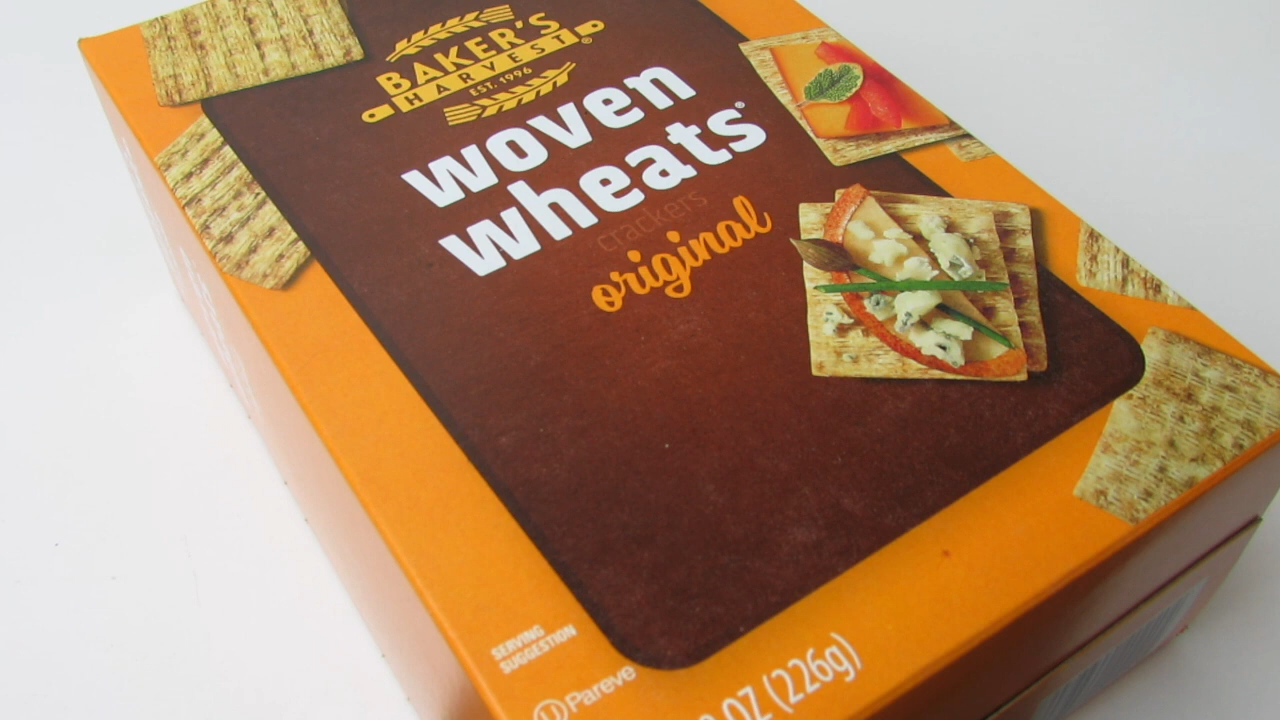 BAKER'S
HARVEST®
EST. 1996
woven
wheats®
crackers
original
SERVING
SUGGESTION
U Pareve
OZ (226g)